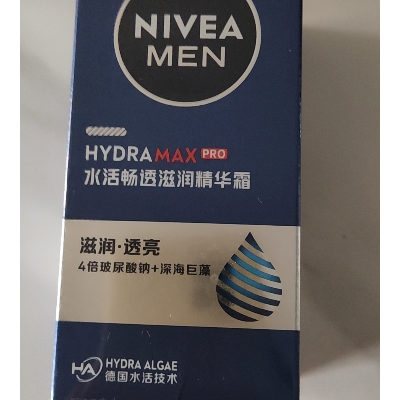 NIVEA
MEN
HYDRA MAX PRO
水活畅透滋润精华霜
滋润·透亮
4倍玻尿酸钠+深海巨藻
HA HYDRA ALGAE
德国水活技术